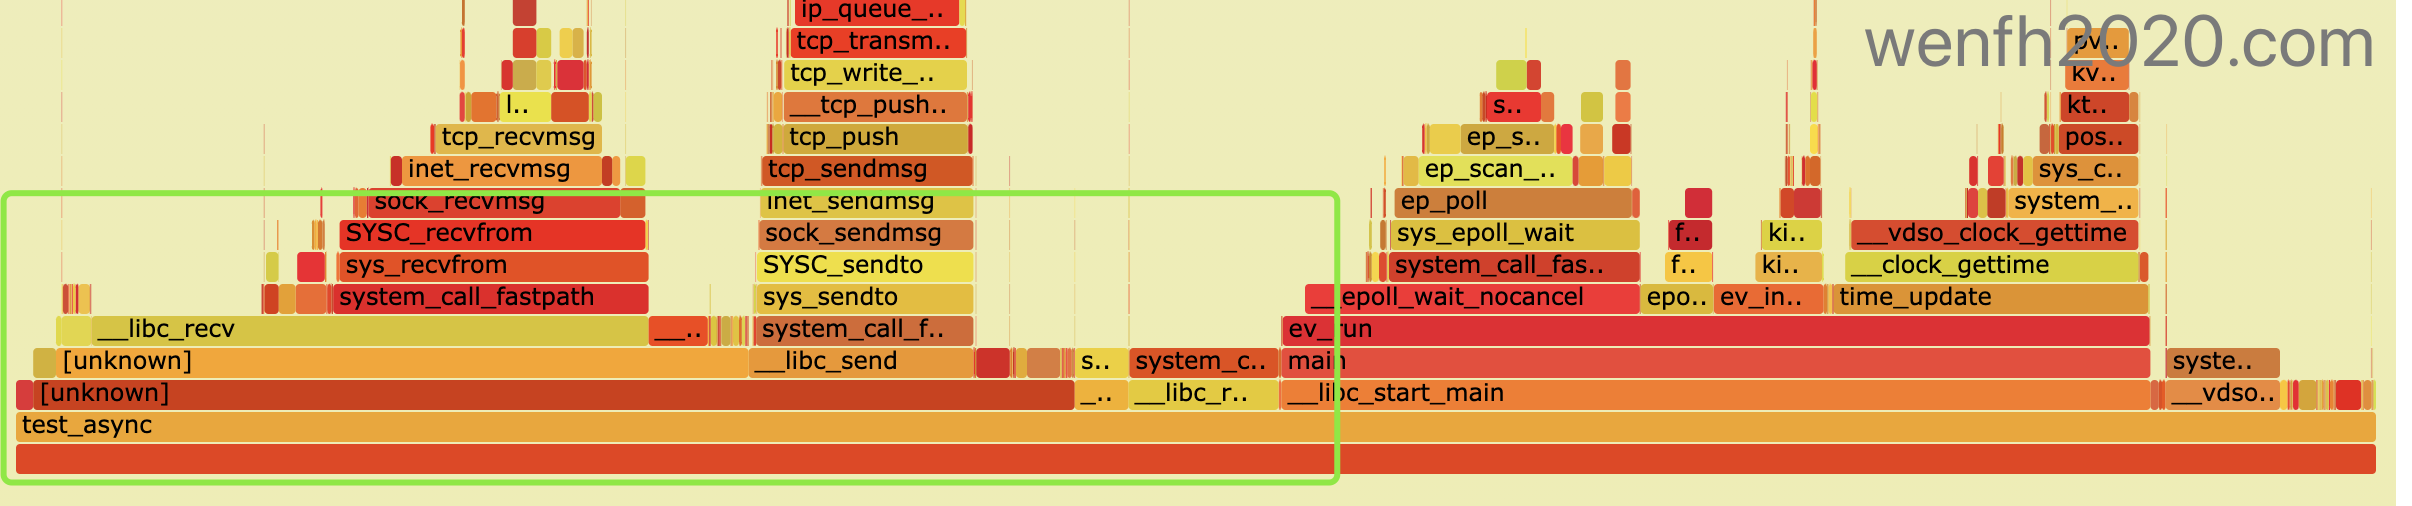 ip_queue_..
tcp_transm.. pv..
wenfh2020.com
tcp_write_.. kv..
l.. __tcp_push.. s.. kt..
tcp_recvmsg tcp_push ep_s.. pos..
inet_recvmsg tcp_sendmsg ep_scan_.. sys_c..
sock_recvmsg inet_sendmsg ep_poll system_..
SYSC_recvfrom sock_sendmsg sys_epoll_wait f.. ki.. __vdso_clock_gettime
sys_recvfrom SYSC_sendto system_call_fas.. f.. ki.. __clock_gettime
system_call_fastpath sys_sendto __epoll_wait_nocancel epo.. ev_in.. time_update
__libc_recv __.. system_call_f.. ev_run
[unknown] __libc_send s.. system_c.. main syste..
[unknown] _.. __libc_r.. __libc_start_main __vdso..
test_async